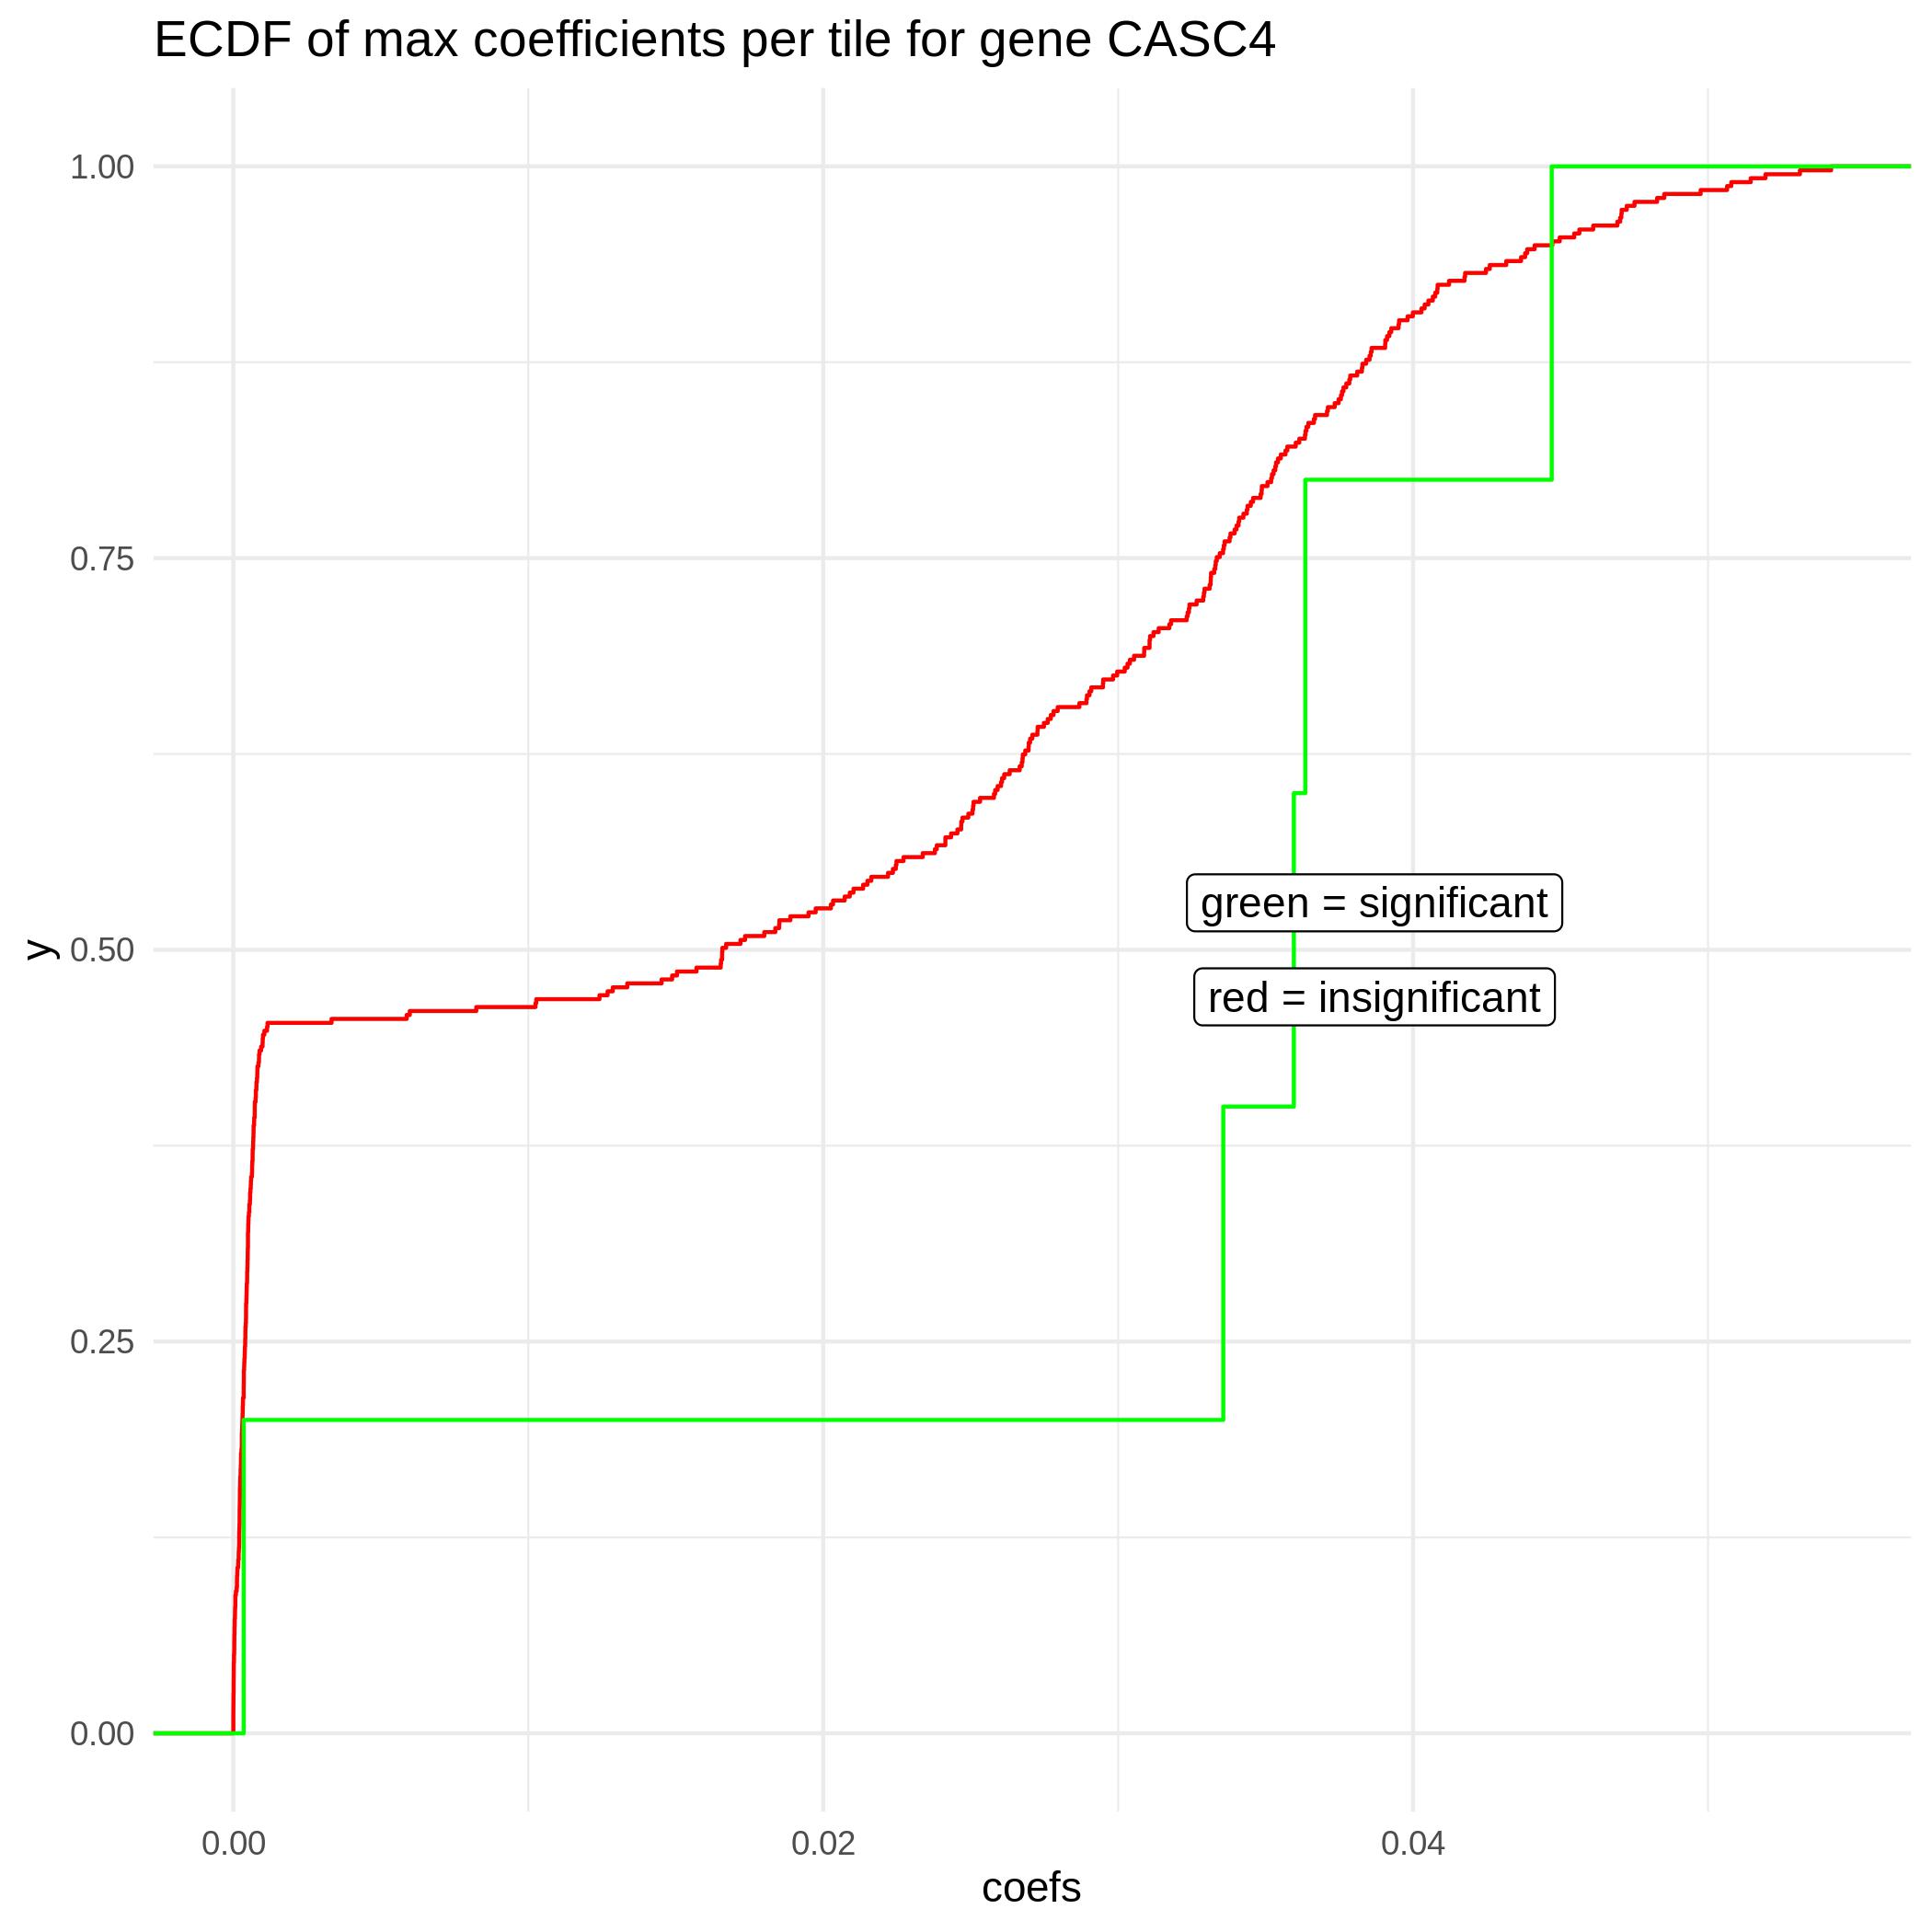 ECDF of max coefficients per tile for gene CASC4
1.00
0.75
0.50
0.25
0.00
y
green = significant
red = insignificant
0.00 0.02 0.04
coefs